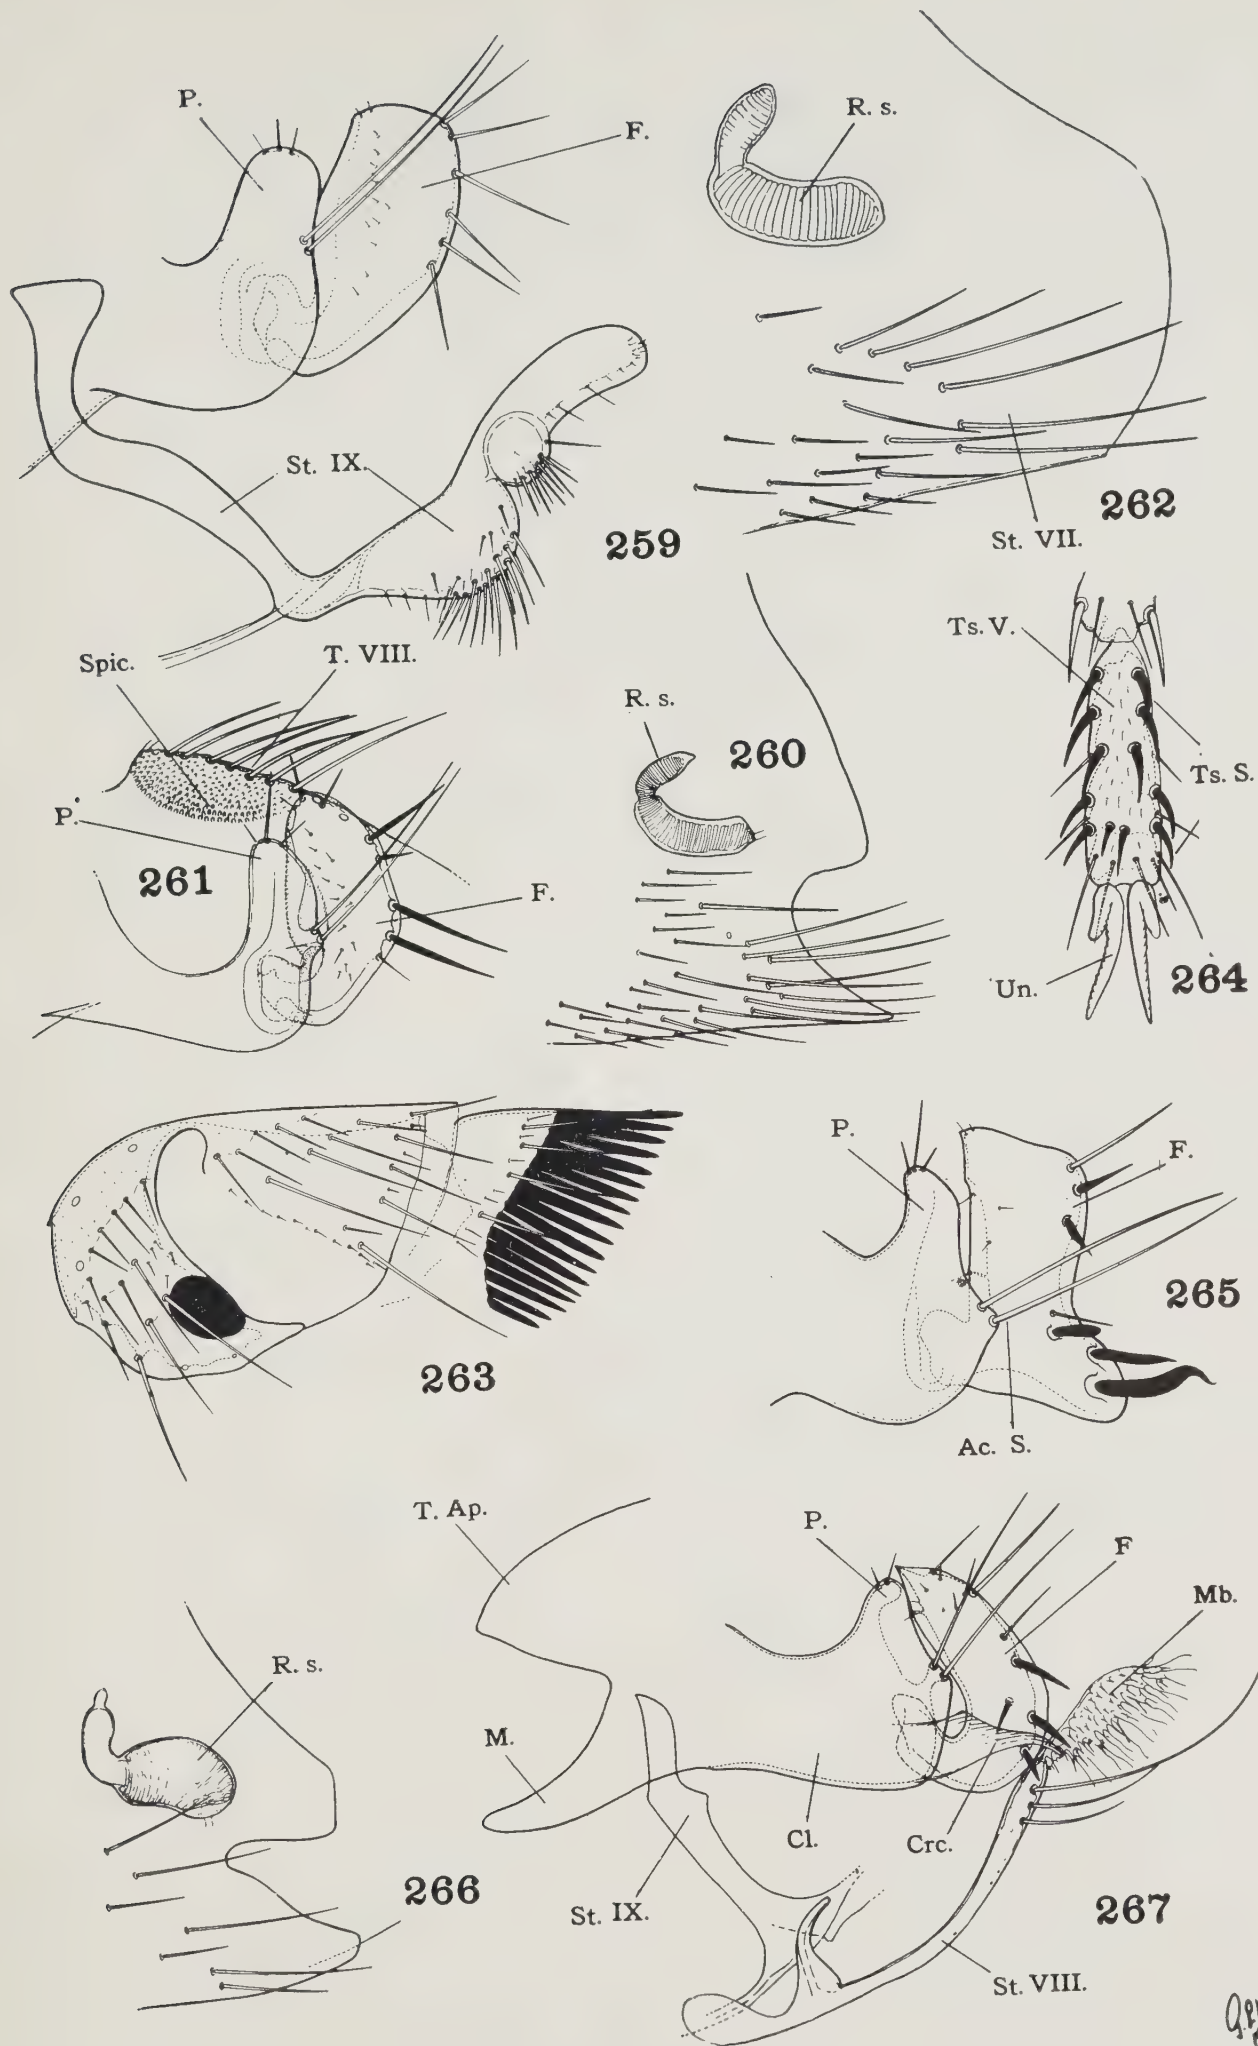 P.
F.
R. s.
St. IX.
259
262
St. VII.
Spic.
T. VIII.
Ts. V.
R. s.
260
Ts. S.
P.
261
F.
Un.
264
P.
F.
265
263
Ac. S.
T. Ap.
P.
F
Mb.
R. s.
M.
Cl.
Crc.
266
St. IX.
267
St. VIII.